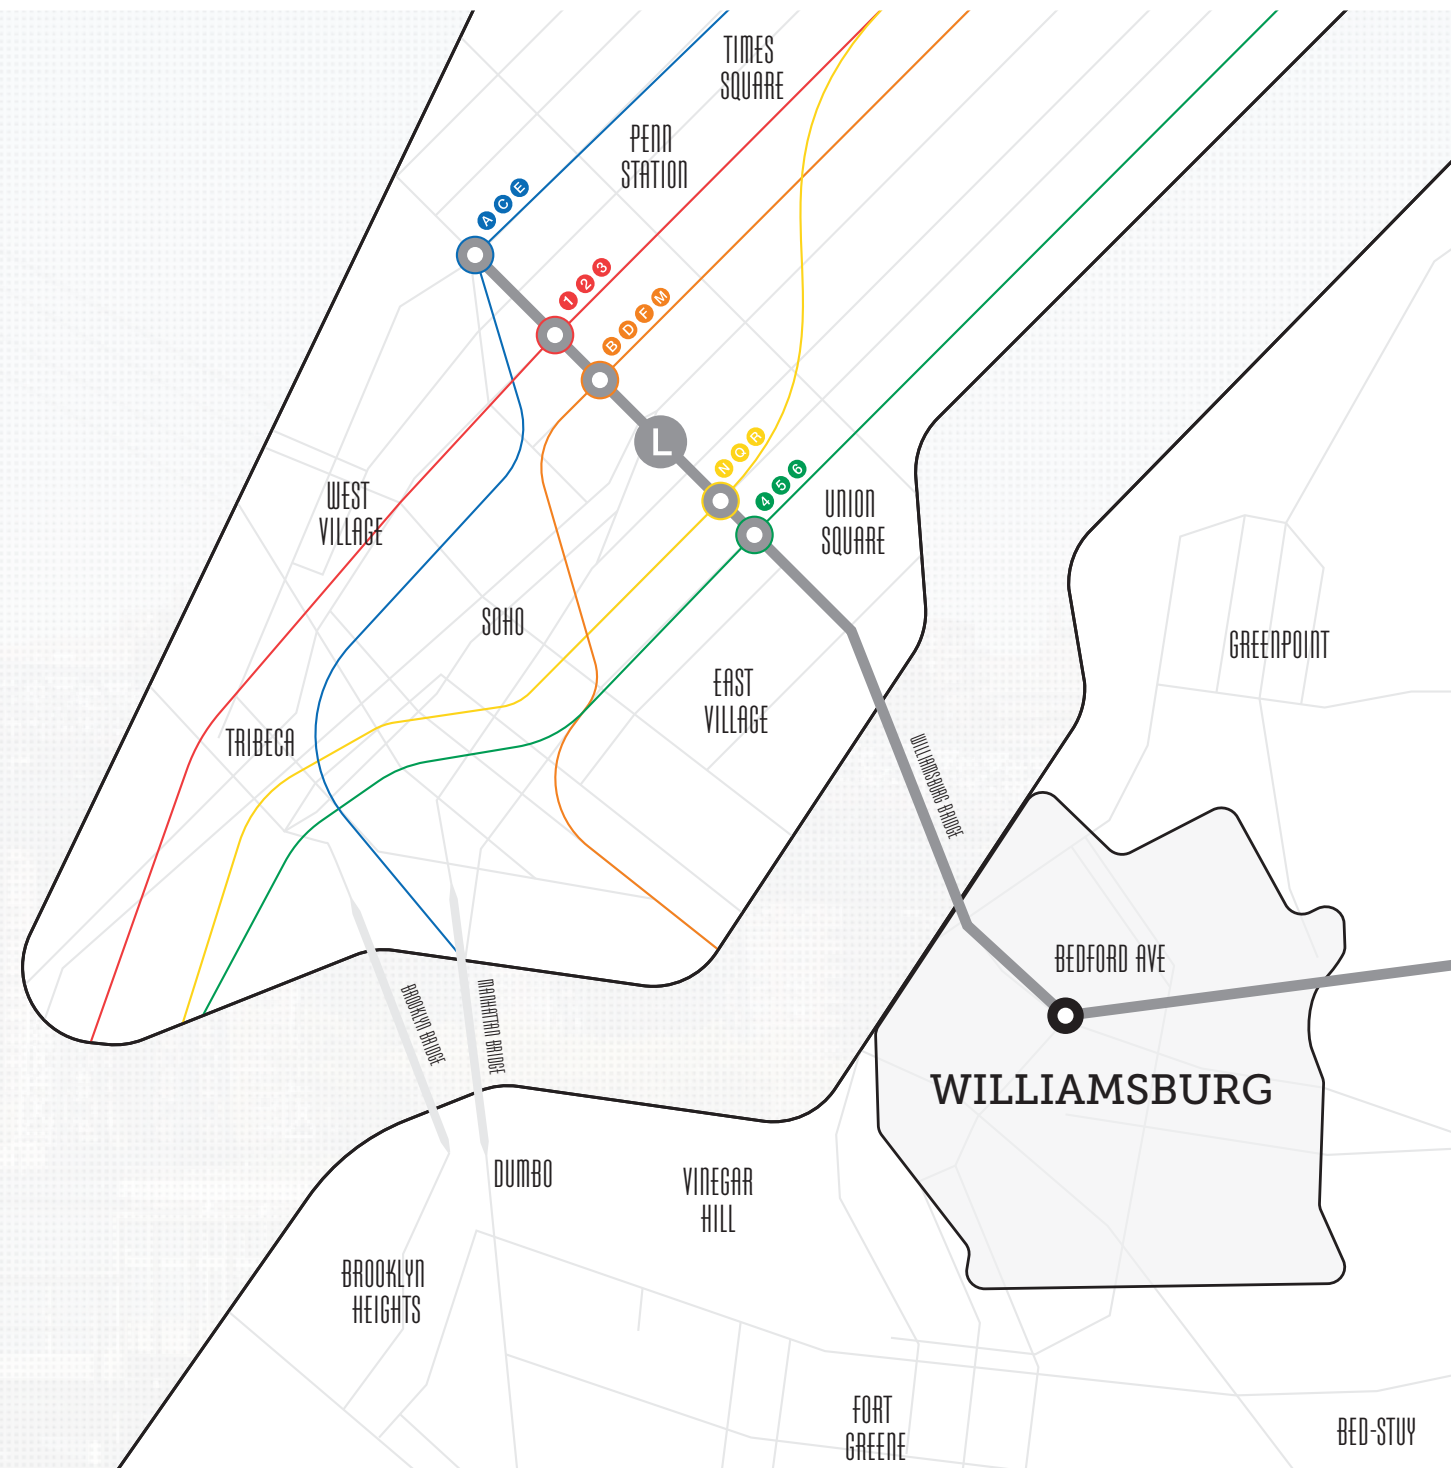 TIMES
SQUARE
PENN
STATION
A C E
1 2 3
B D F M
L
N Q R
4 5 6
UNION
SQUARE
WEST
VILLAGE
SOHO
EAST
VILLAGE
TRIBECA
GREENPOINT
WILLIAMSBURG BRIDGE
BEDFORD AVE
WILLIAMSBURG
BROOKLYN BRIDGE
MANHATTAN BRIDGE
DUMBO
VINEGAR
HILL
BROOKLYN
HEIGHTS
FORT
GREENE
BED-STUY